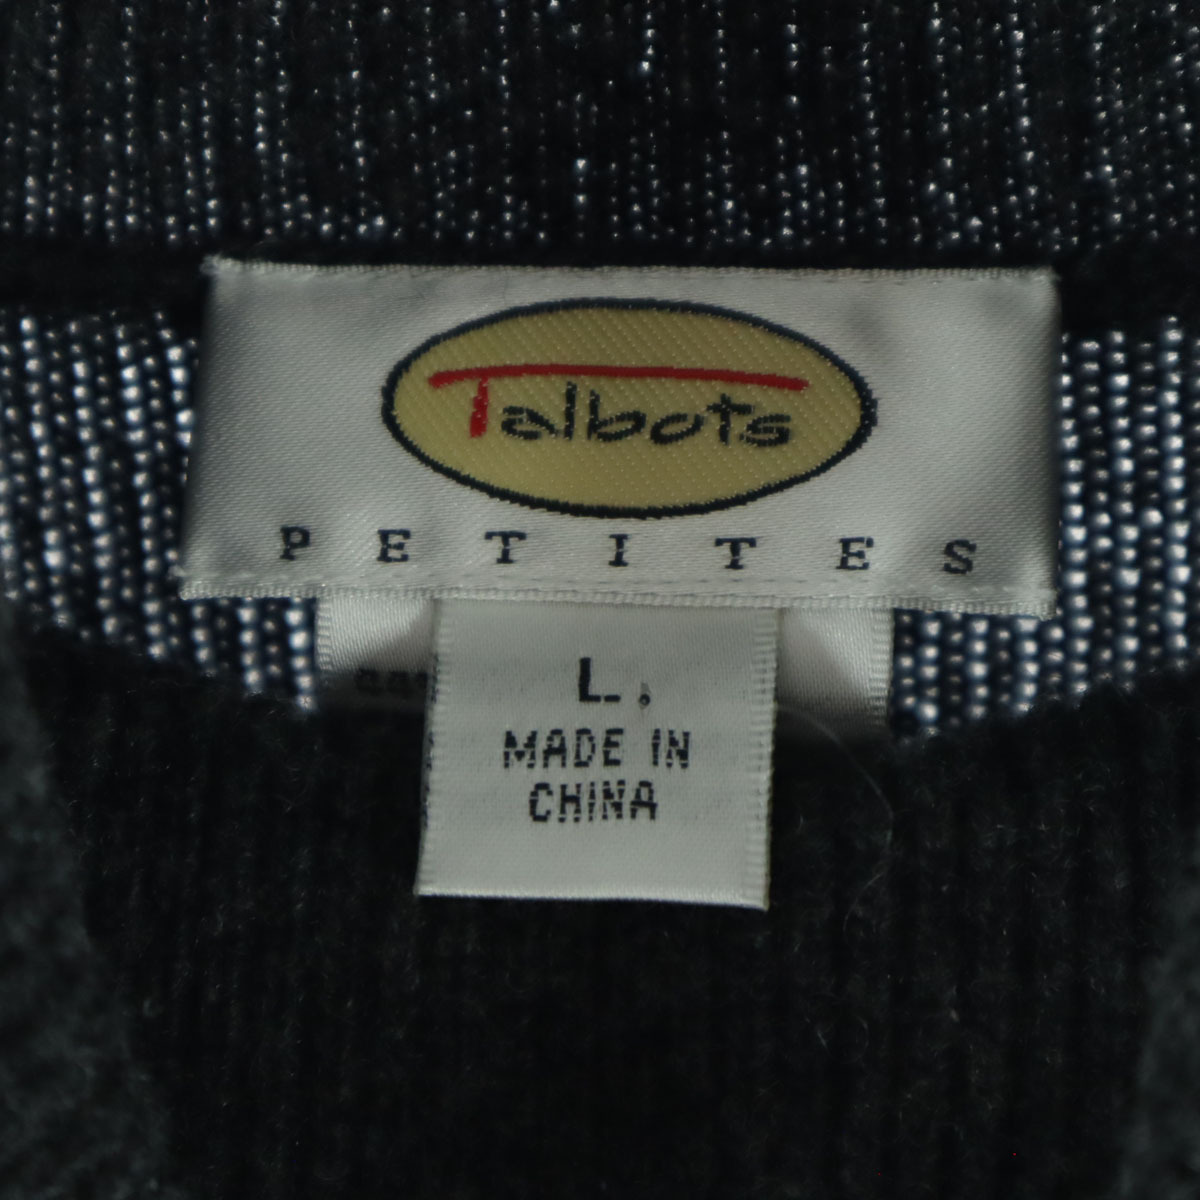 Talbots
PETITES
L.
MADE IN
CHINA